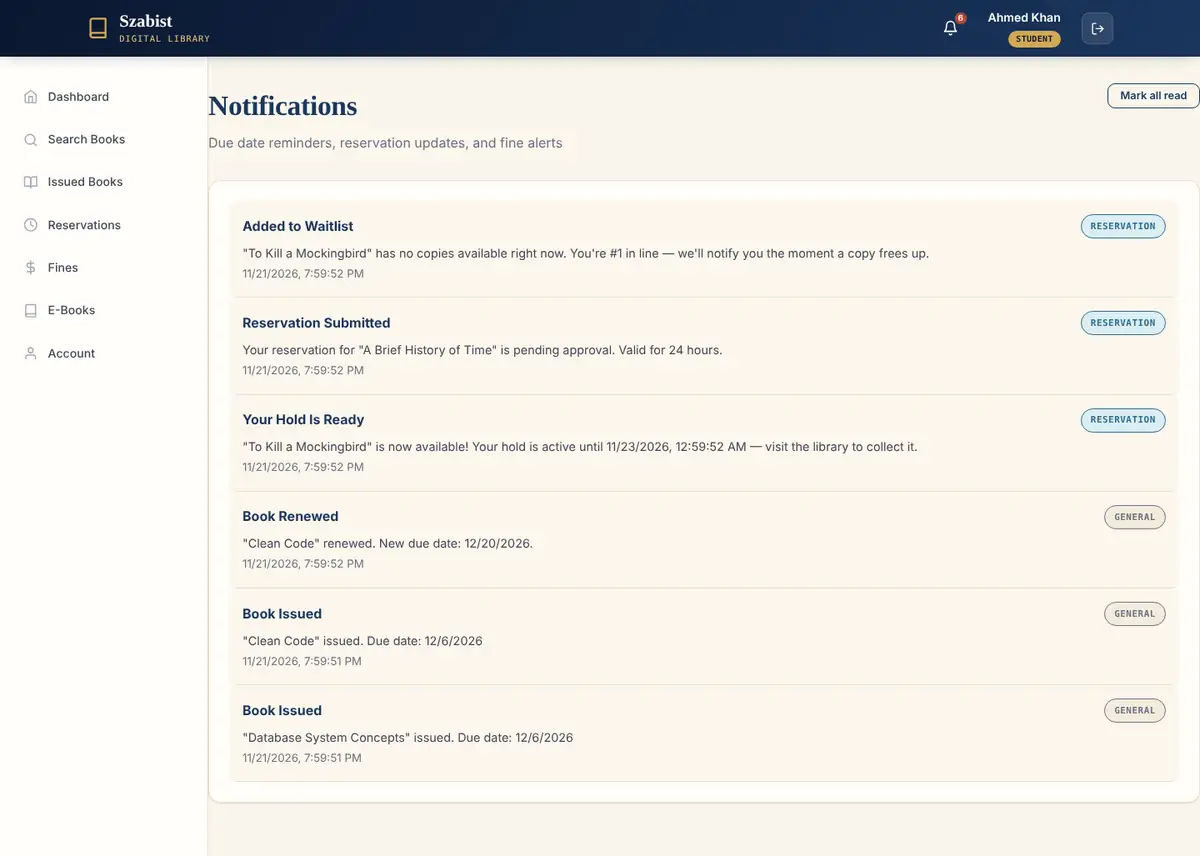 Szabist
DIGITAL LIBRARY
6
Ahmed Khan
STUDENT
Dashboard
Search Books
Issued Books
Reservations
Fines
E-Books
Account
Notifications
Mark all read
Due date reminders, reservation updates, and fine alerts
Added to Waitlist
RESERVATION
"To Kill a Mockingbird" has no copies available right now. You're #1 in line — we'll notify you the moment a copy frees up.
11/21/2026, 7:59:52 PM
Reservation Submitted
RESERVATION
Your reservation for "A Brief History of Time" is pending approval. Valid for 24 hours.
11/21/2026, 7:59:52 PM
Your Hold Is Ready
RESERVATION
"To Kill a Mockingbird" is now available! Your hold is active until 11/23/2026, 12:59:52 AM — visit the library to collect it.
11/21/2026, 7:59:52 PM
Book Renewed
GENERAL
"Clean Code" renewed. New due date: 12/20/2026.
11/21/2026, 7:59:52 PM
Book Issued
GENERAL
"Clean Code" issued. Due date: 12/6/2026
11/21/2026, 7:59:51 PM
Book Issued
GENERAL
"Database System Concepts" issued. Due date: 12/6/2026
11/21/2026, 7:59:51 PM